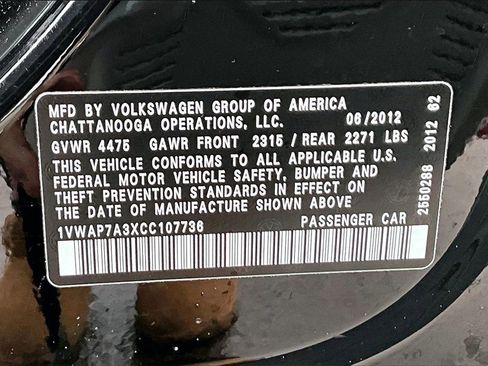 MFD BY VOLKSWAGEN GROUP OF AMERICA
CHATTANOOGA OPERATIONS, LLC. 06/2012
GVWR 4475 GAWR FRONT 2315 / REAR 2271 LBS
THIS VEHICLE CONFORMS TO ALL APPLICABLE U.S.
FEDERAL MOTOR VEHICLE SAFETY, BUMPER AND
THEFT PREVENTION STANDARDS IN EFFECT ON
THE DATE OF MANUFACTURE SHOWN ABOVE
1VWAP7A3XCC107736 PASSENGER CAR
2550288 2012 G2